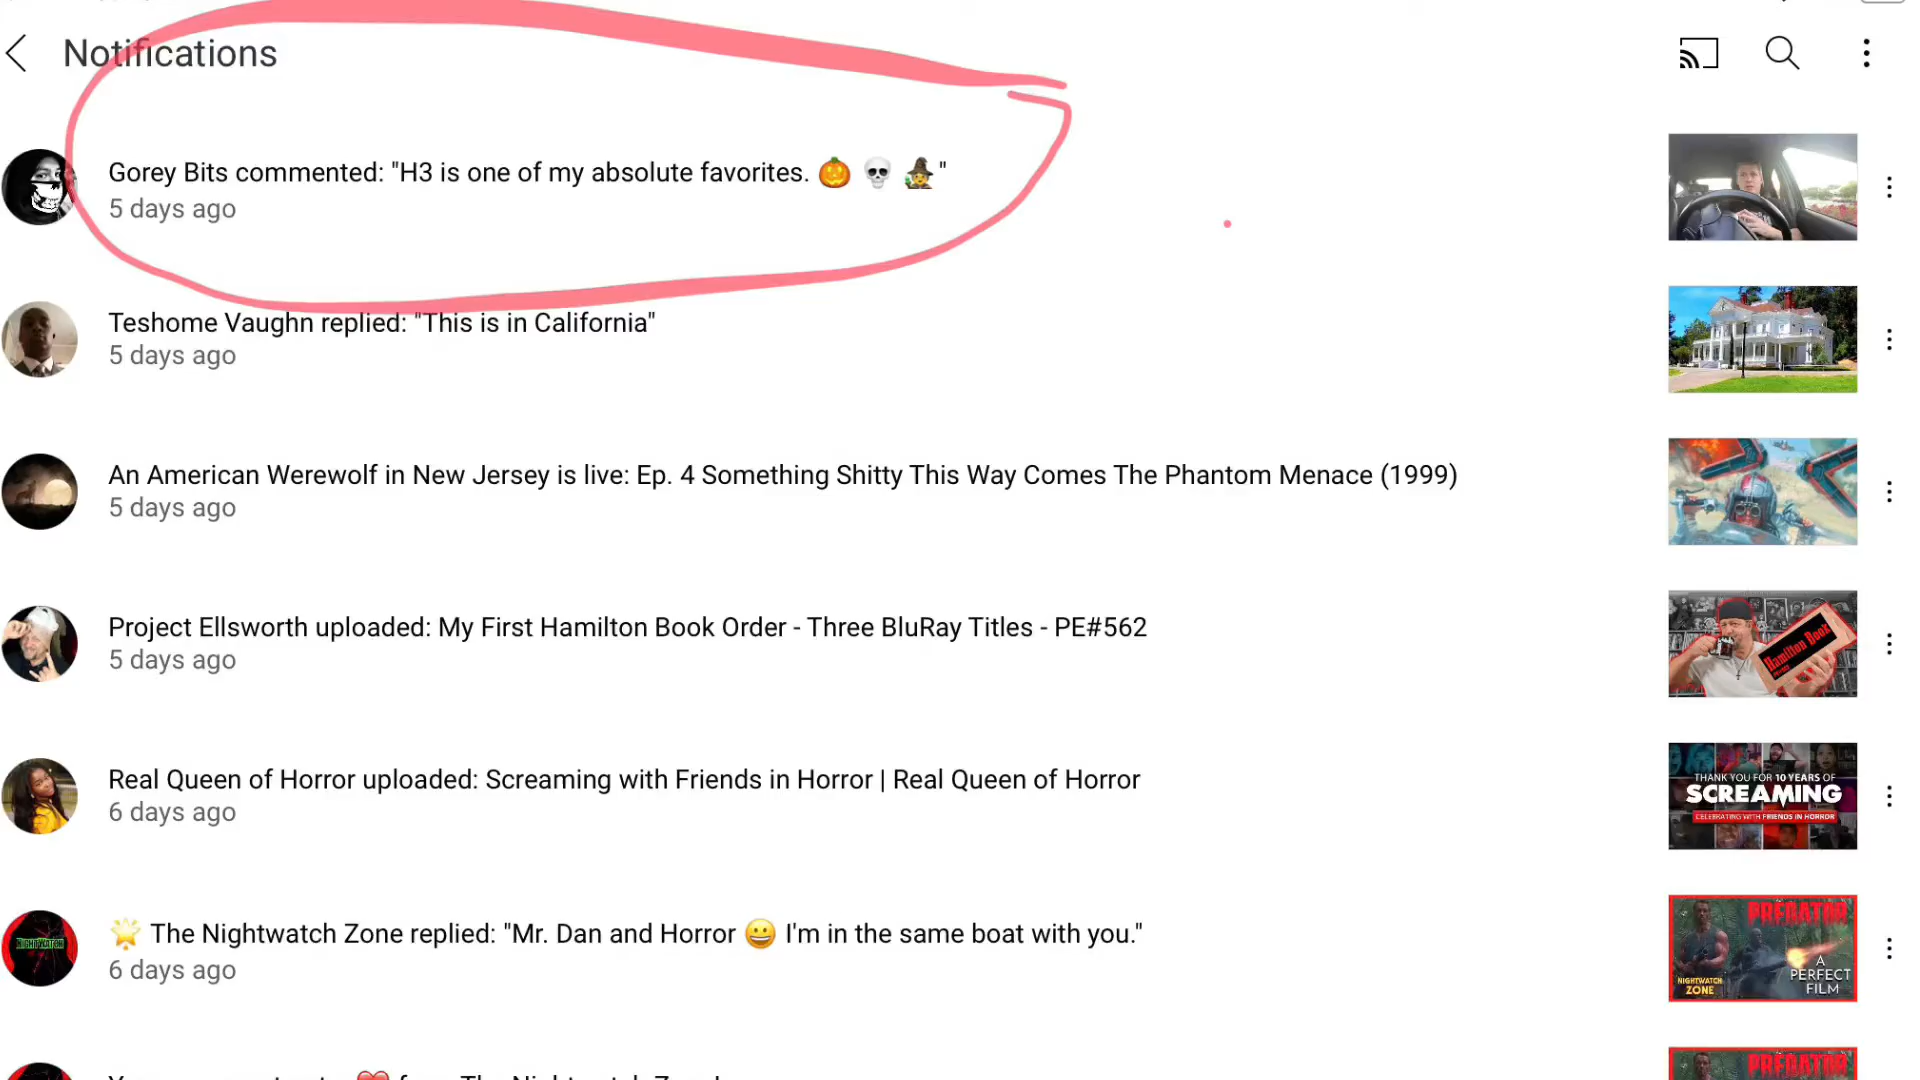 Notifications
Gorey Bits commented: "H3 is one of my absolute favorites. 🎃 💀 🧙‍♀️"
5 days ago
Teshome Vaughn replied: "This is in California"
5 days ago
An American Werewolf in New Jersey is live: Ep. 4 Something Shitty This Way Comes The Phantom Menace (1999)
5 days ago
Project Ellsworth uploaded: My First Hamilton Book Order - Three BluRay Titles - PE#562
5 days ago
Hamilton Book
Real Queen of Horror uploaded: Screaming with Friends in Horror | Real Queen of Horror
6 days ago
THANK YOU FOR 10 YEARS OF
SCREAMING
CELEBRATING WITH FRIENDS IN HORROR
🌟 The Nightwatch Zone replied: "Mr. Dan and Horror 😀 I'm in the same boat with you."
6 days ago
NIGHTWATCH
PREDATOR
A
PERFECT
FILM
NIGHTWATCH
ZONE
PREDATOR